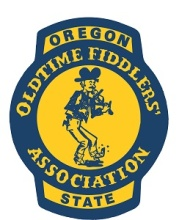 OREGON
OLDTIME FIDDLERS'
ASSOCIATION
STATE